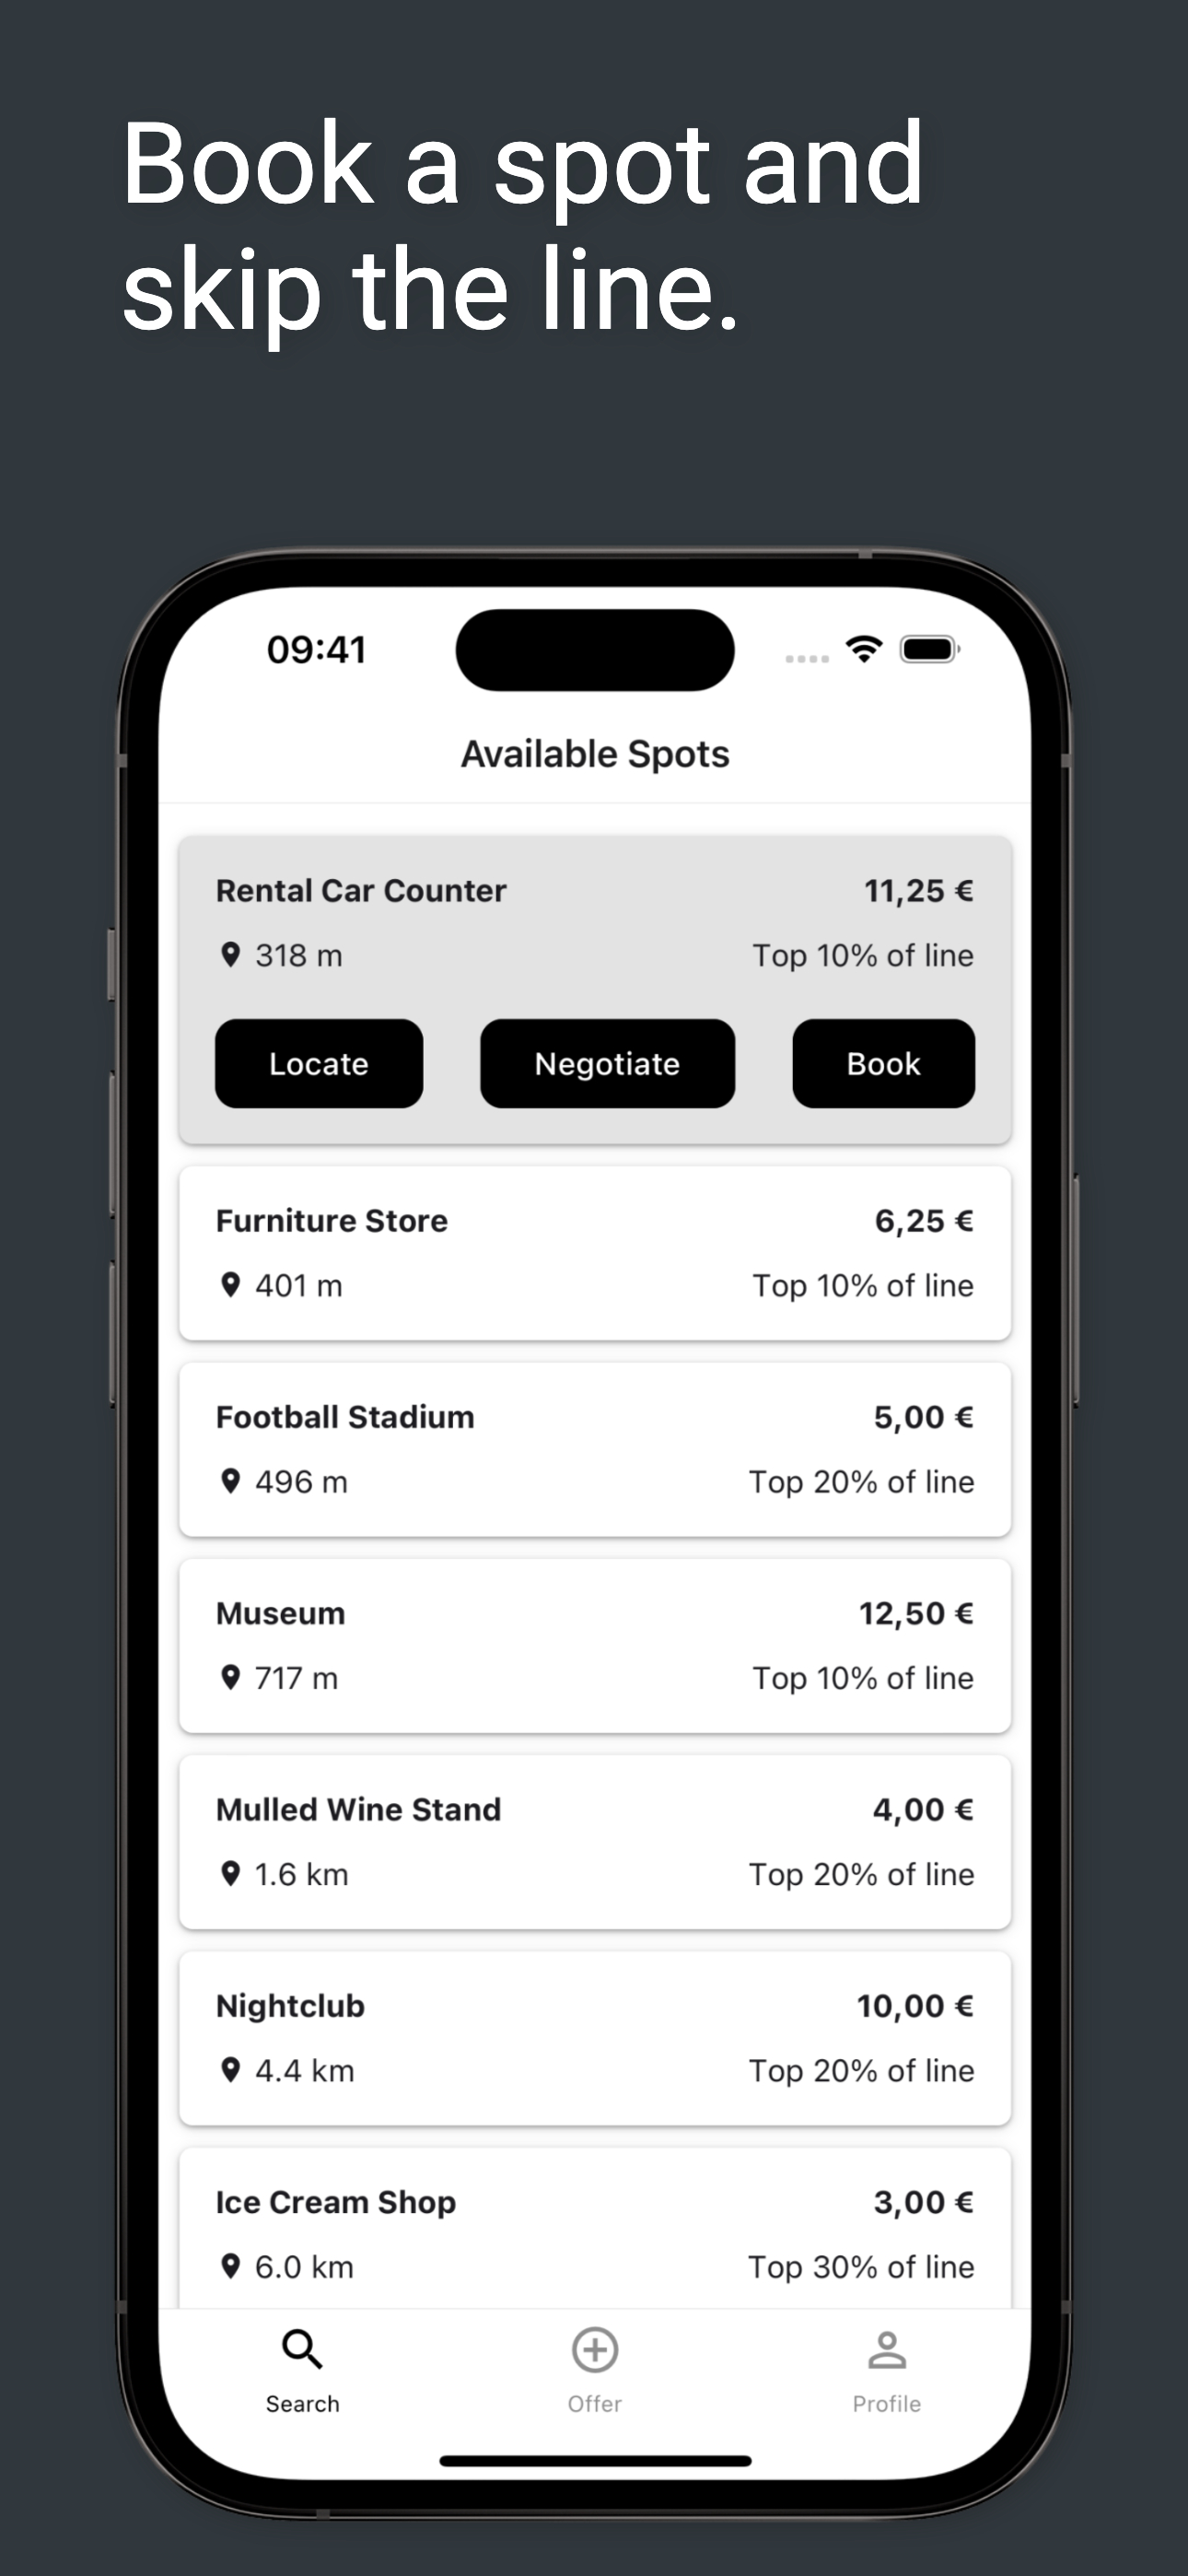 Book a spot and
skip the line.
09:41
Available Spots
Rental Car Counter 11,25 €
318 m Top 10% of line
Locate Negotiate Book
Furniture Store 6,25 €
401 m Top 10% of line
Football Stadium 5,00 €
496 m Top 20% of line
Museum 12,50 €
717 m Top 10% of line
Mulled Wine Stand 4,00 €
1.6 km Top 20% of line
Nightclub 10,00 €
4.4 km Top 20% of line
Ice Cream Shop 3,00 €
6.0 km Top 30% of line
Search Offer Profile